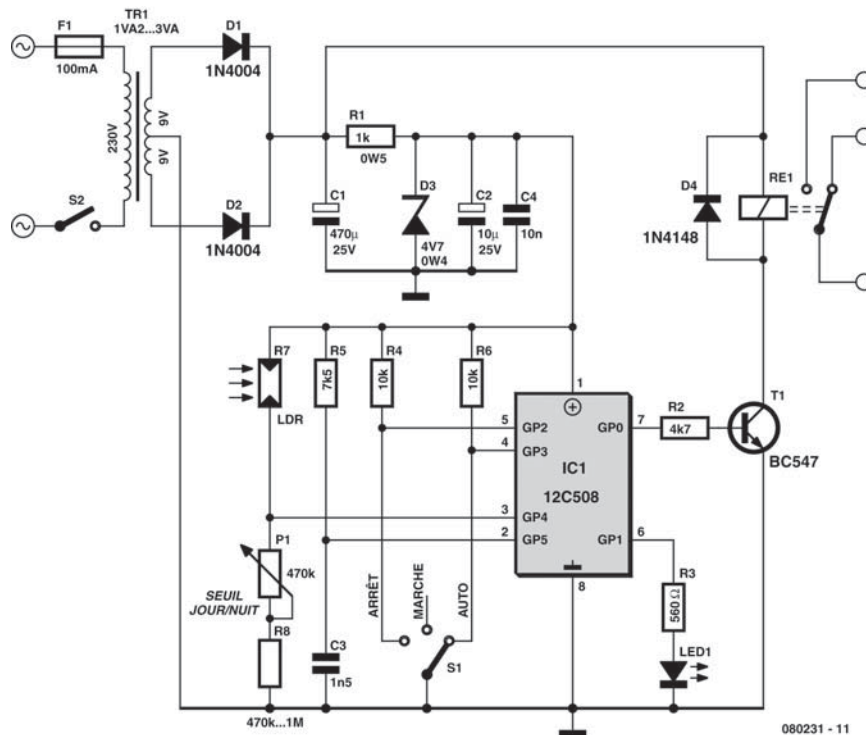 TR1
F1
1VA2...3VA
D1
100mA
1N4004
230V
9V
9V
R1
1k
0W5
S2
D2
1N4004
C1
470µ
25V
D3
4V7
0W4
C2
10µ
25V
C4
10n
D4
1N4148
RE1
R7
LDR
R5
7k5
R4
10k
R6
10k
1
5
GP2
4
GP3
IC1
12C508
3
GP4
2
GP5
GP0
7
GP1
6
8
R2
4k7
T1
BC547
P1
470k
SEUIL
JOUR/NUIT
R8
470k...1M
C3
1n5
ARRÊT
MARCHE
AUTO
S1
R3
560 Ω
LED1
080231 - 11